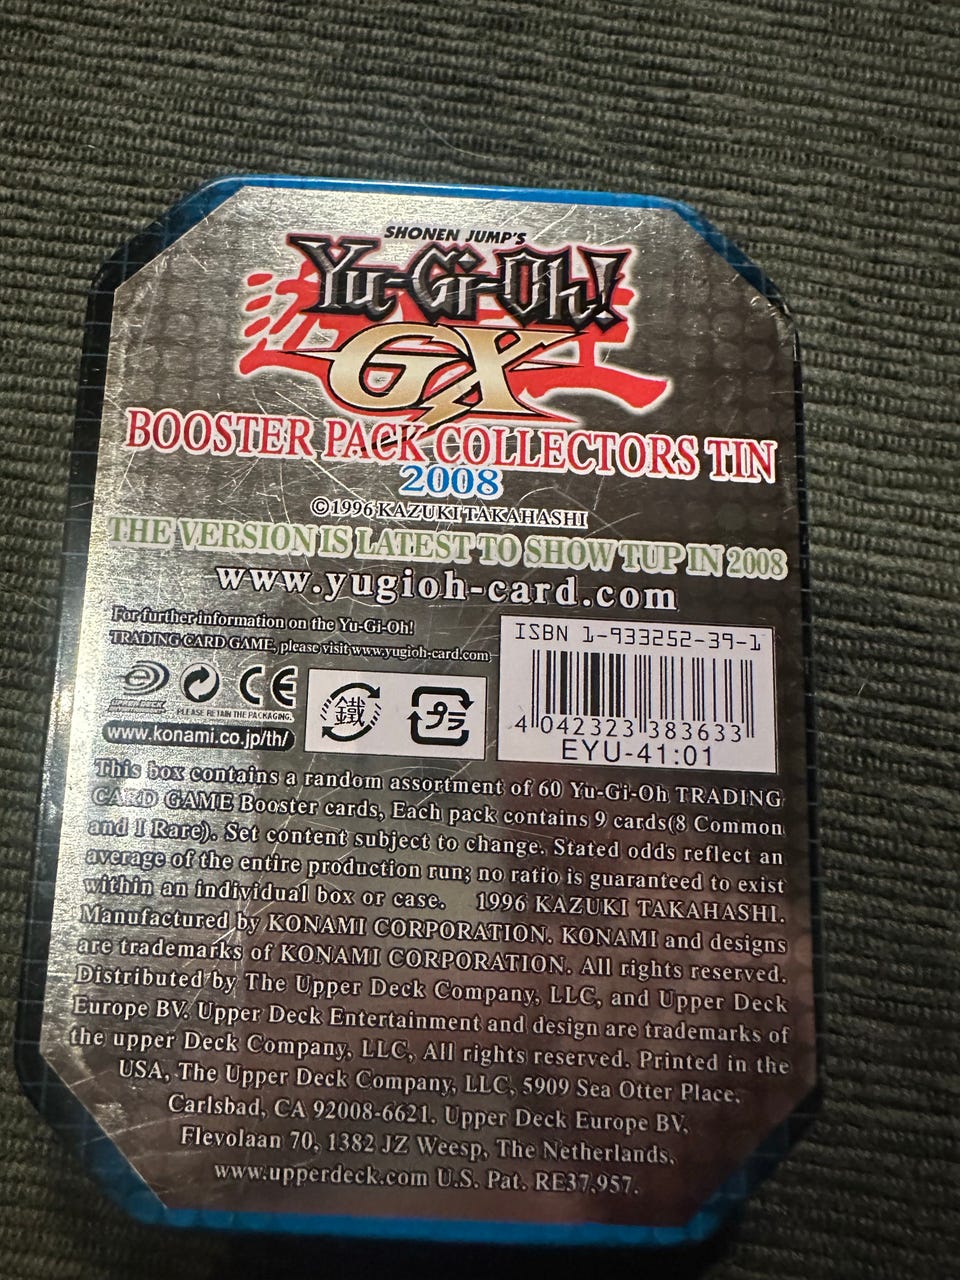 SHONEN JUMP'S
Yu-Gi-Oh!
GX
BOOSTER PACK COLLECTORS TIN
2008
©1996 KAZUKI TAKAHASHI
THE VERSION IS LATEST TO SHOW TUP IN 2008
www.yugioh-card.com
For further information on the Yu-Gi-Oh!
TRADING CARD GAME, please visit www.yugioh-card.com
ISBN 1-933252-39-1
UPPER DECK
CE
PLEASE RETAIN THE PACKAGING.
鐵
プラ
4 042323 383633
www.konami.co.jp/th/
EYU-41:01
This box contains a random assortment of 60 Yu-Gi-Oh TRADING
CARD GAME Booster cards, Each pack contains 9 cards(8 Common
and 1 Rare). Set content subject to change. Stated odds reflect an
average of the entire production run; no ratio is guaranteed to exist
within an individual box or case. 1996 KAZUKI TAKAHASHI.
Manufactured by KONAMI CORPORATION. KONAMI and designs
are trademarks of KONAMI CORPORATION. All rights reserved.
Distributed by The Upper Deck Company, LLC, and Upper Deck
Europe BV. Upper Deck Entertainment and design are trademarks of
the upper Deck Company, LLC, All rights reserved. Printed in the
USA, The Upper Deck Company, LLC, 5909 Sea Otter Place.
Carlsbad, CA 92008-6621. Upper Deck Europe BV,
Flevolaan 70, 1382 JZ Weesp, The Netherlands.
www.upperdeck.com U.S. Pat. RE37,957.